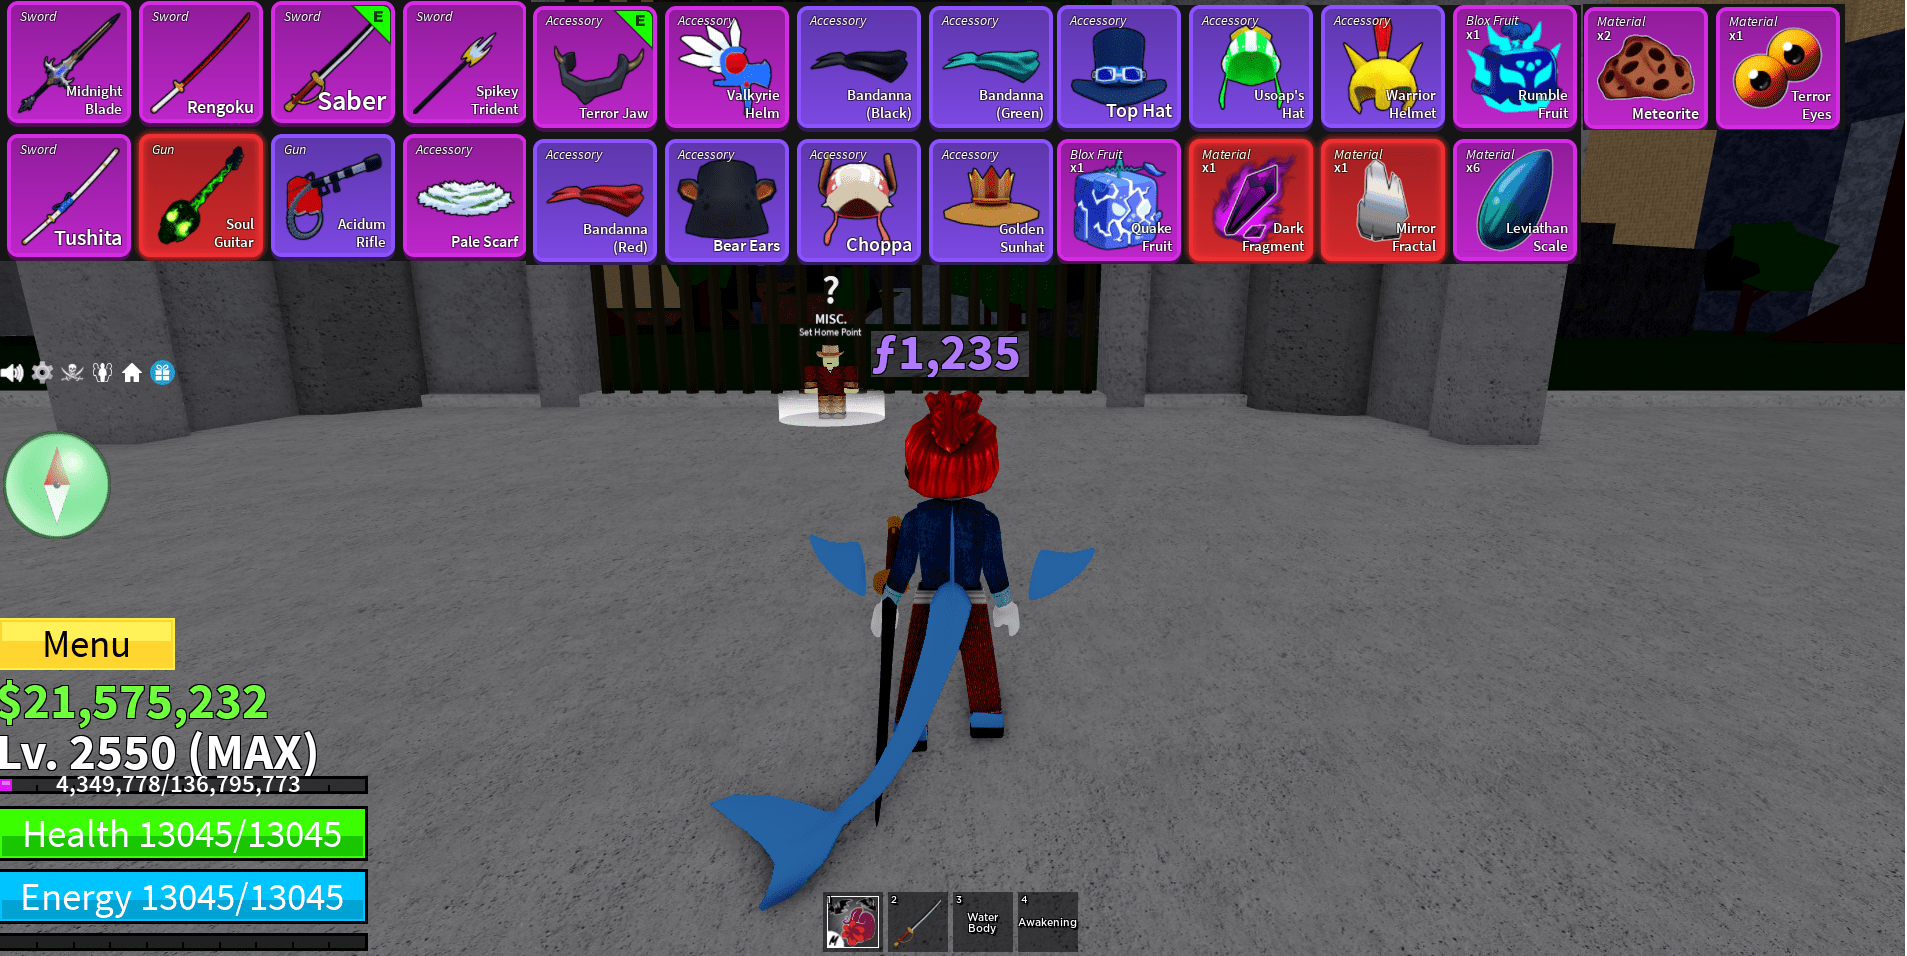 Sword
Midnight
Blade
Sword
Rengoku
Sword
E
Saber
Sword
Spikey
Trident
Accessory
E
Terror Jaw
Accessory
Valkyrie
Helm
Accessory
Bandanna
(Black)
Accessory
Bandanna
(Green)
Accessory
Top Hat
Accessory
Usoap's
Hat
Accessory
Warrior
Helmet
Blox Fruit
x1
Rumble
Fruit
Material
x2
Meteorite
Material
x1
Terror
Eyes
Sword
Tushita
Gun
Soul
Guitar
Gun
Acidum
Rifle
Accessory
Pale Scarf
Accessory
Bandanna
(Red)
Accessory
Bear Ears
Accessory
Choppa
Accessory
Golden
Sunhat
Blox Fruit
x1
Quake
Fruit
Material
x1
Dark
Fragment
Material
x1
Mirror
Fractal
Material
x6
Leviathan
Scale
?
MISC.
Set Home Point
ƒ1,235
Menu
$21,575,232
Lv. 2550 (MAX)
4,349,778/136,795,773
Health 13045/13045
Energy 13045/13045
1
2
3
Water
Body
4
Awakening